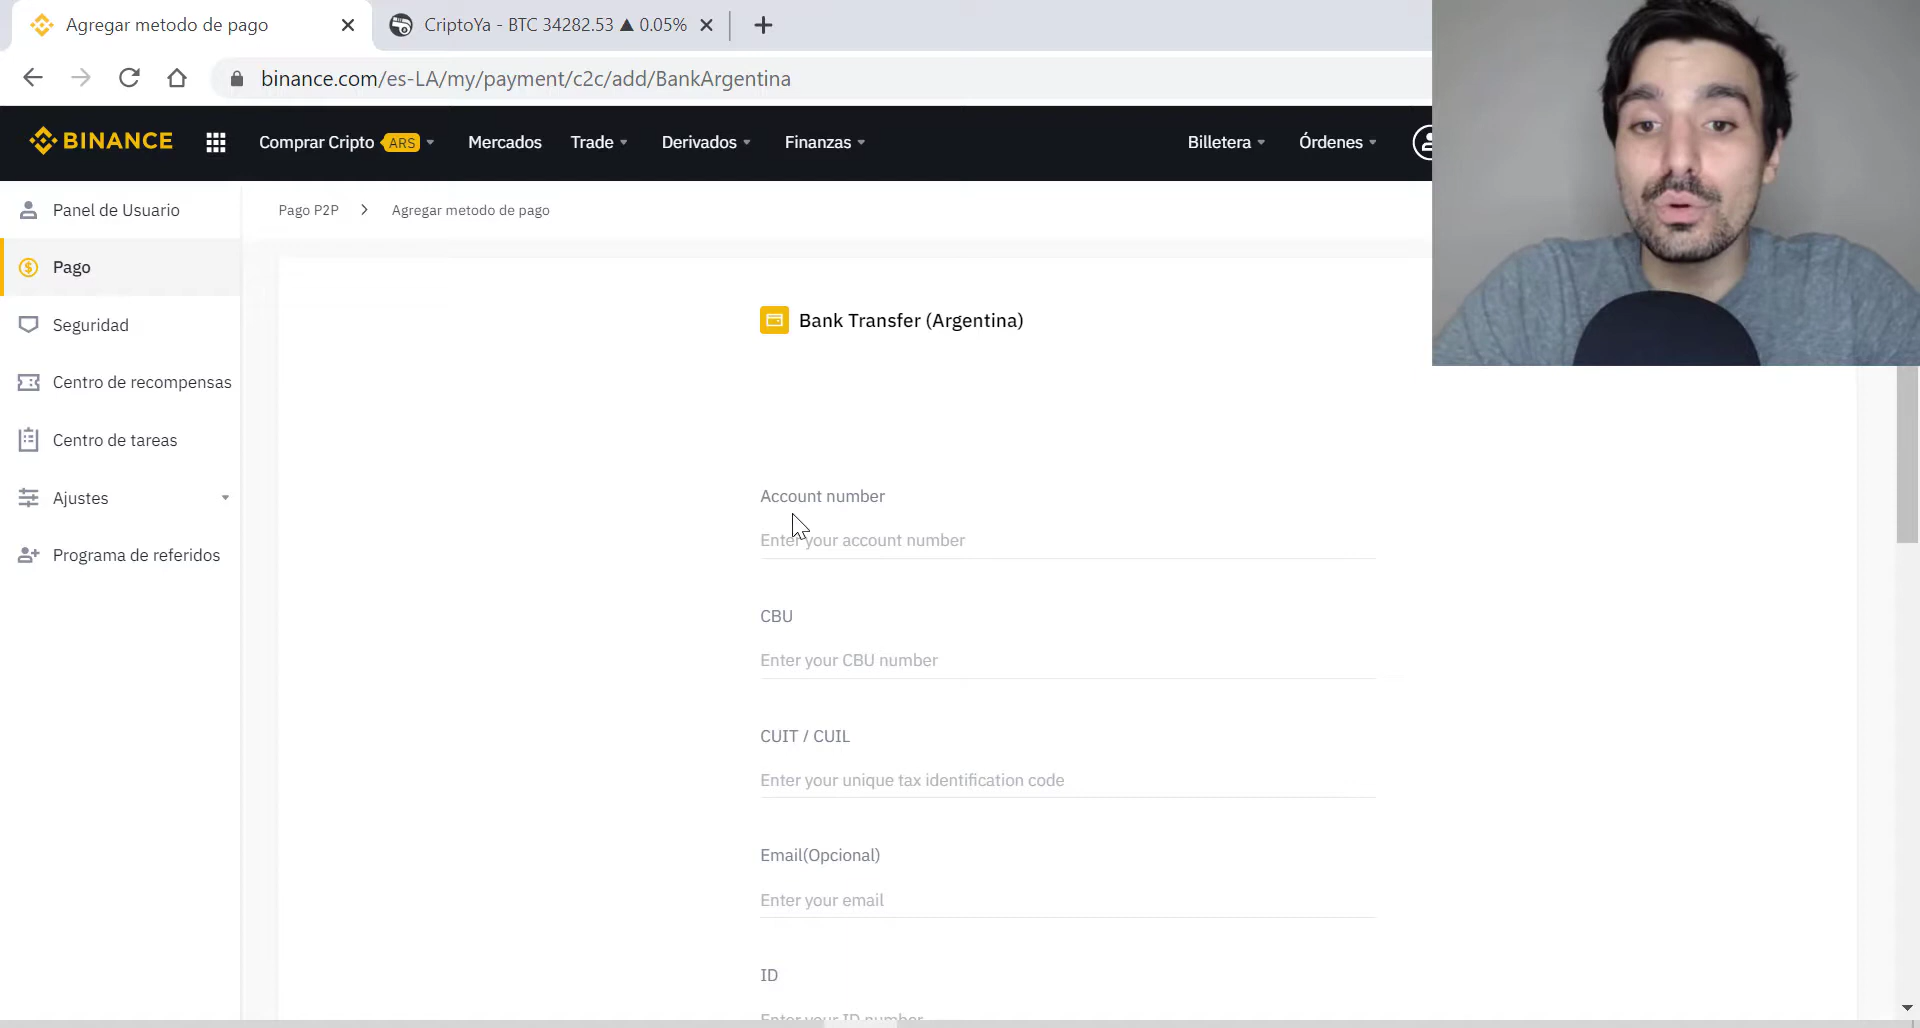 Agregar metodo de pago
CriptoYa - BTC 34282.53 ▲ 0.05%
binance.com/es-LA/my/payment/c2c/add/BankArgentina
BINANCE
Comprar Cripto ARS
Mercados
Trade
Derivados
Finanzas
Billetera
Órdenes
Panel de Usuario
Pago
Seguridad
Centro de recompensas
Centro de tareas
Ajustes
Programa de referidos
Pago P2P > Agregar metodo de pago
Bank Transfer (Argentina)
Account number
Enter your account number
CBU
Enter your CBU number
CUIT / CUIL
Enter your unique tax identification code
Email(Opcional)
Enter your email
ID
Enter your ID number